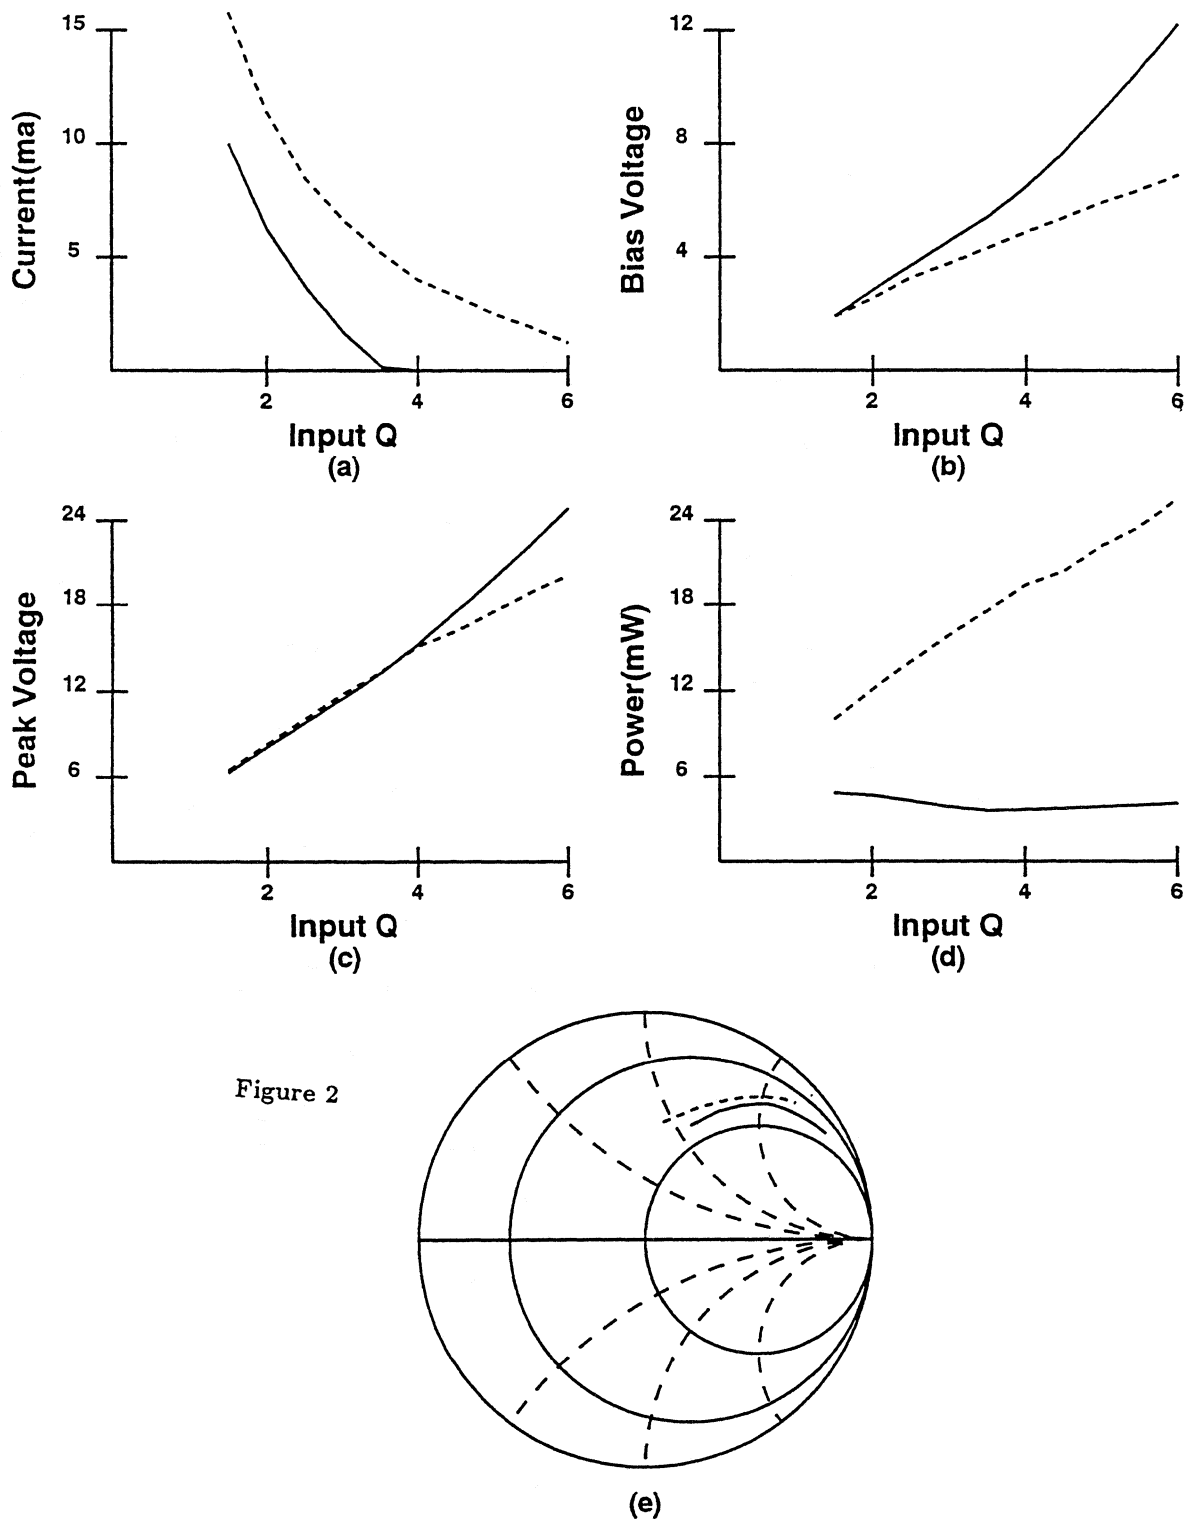 15
10
5
Current(ma)
2 4 6
Input Q
(a)
12
8
4
Bias Voltage
2 4 6
Input Q
(b)
24
18
12
6
Peak Voltage
2 4 6
Input Q
(c)
24
18
12
6
Power(mW)
2 4 6
Input Q
(d)
Figure 2
(e)